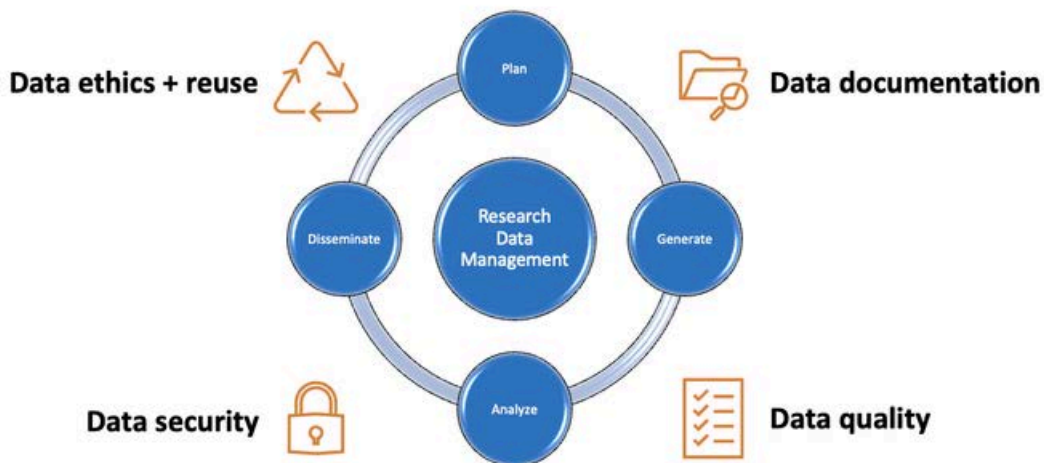 Plan
Data ethics + reuse
Data documentation
Disseminate
Research
Data
Management
Generate
Data security
Analyze
Data quality